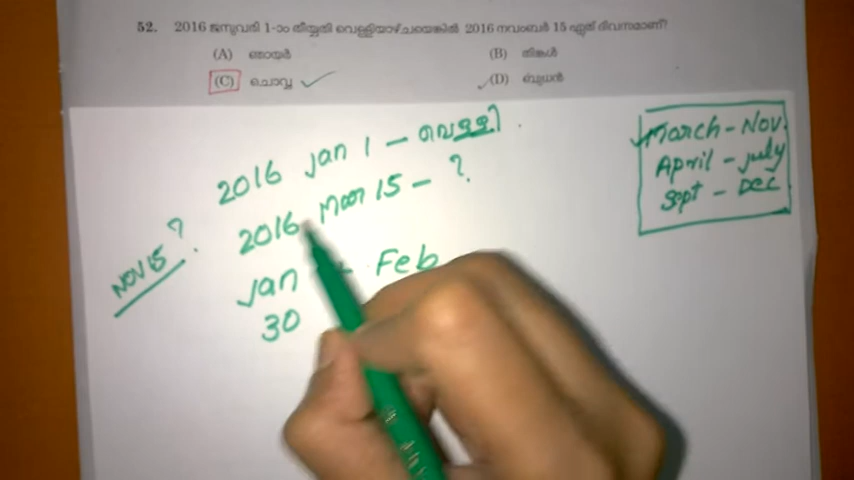 52. 2016 ജനുവരി 1-ാം തീയ്യതി വെള്ളിയാഴ്ചയെങ്കിൽ 2016 നവംബർ 15 ഏത് ദിവസമാണ്?
(A) ഞായർ (B) തിങ്കൾ
(C) ചൊവ്വ (D) ബുധൻ
2016 Jan 1 – വെള്ളി
2016 Mar 15 – ?
Nov 15 ?
Jan Feb
30
March – Nov
April – July
Sept – Dec